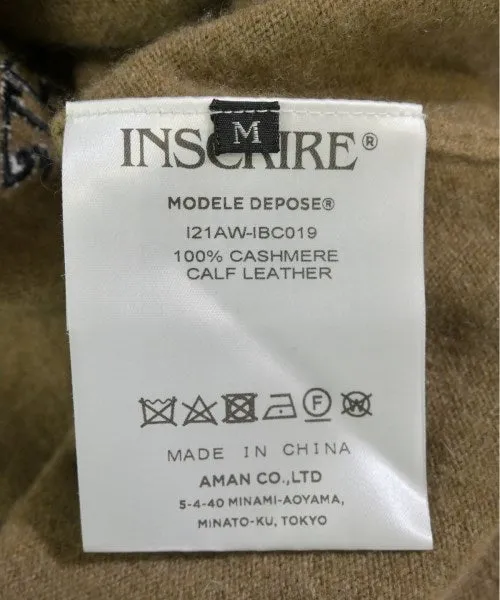 M
INSCRIRE®
MODELE DEPOSE®
I21AW-IBC019
100% CASHMERE
CALF LEATHER
F W
MADE IN CHINA
AMAN CO.,LTD
5-4-40 MINAMI-AOYAMA,
MINATO-KU, TOKYO